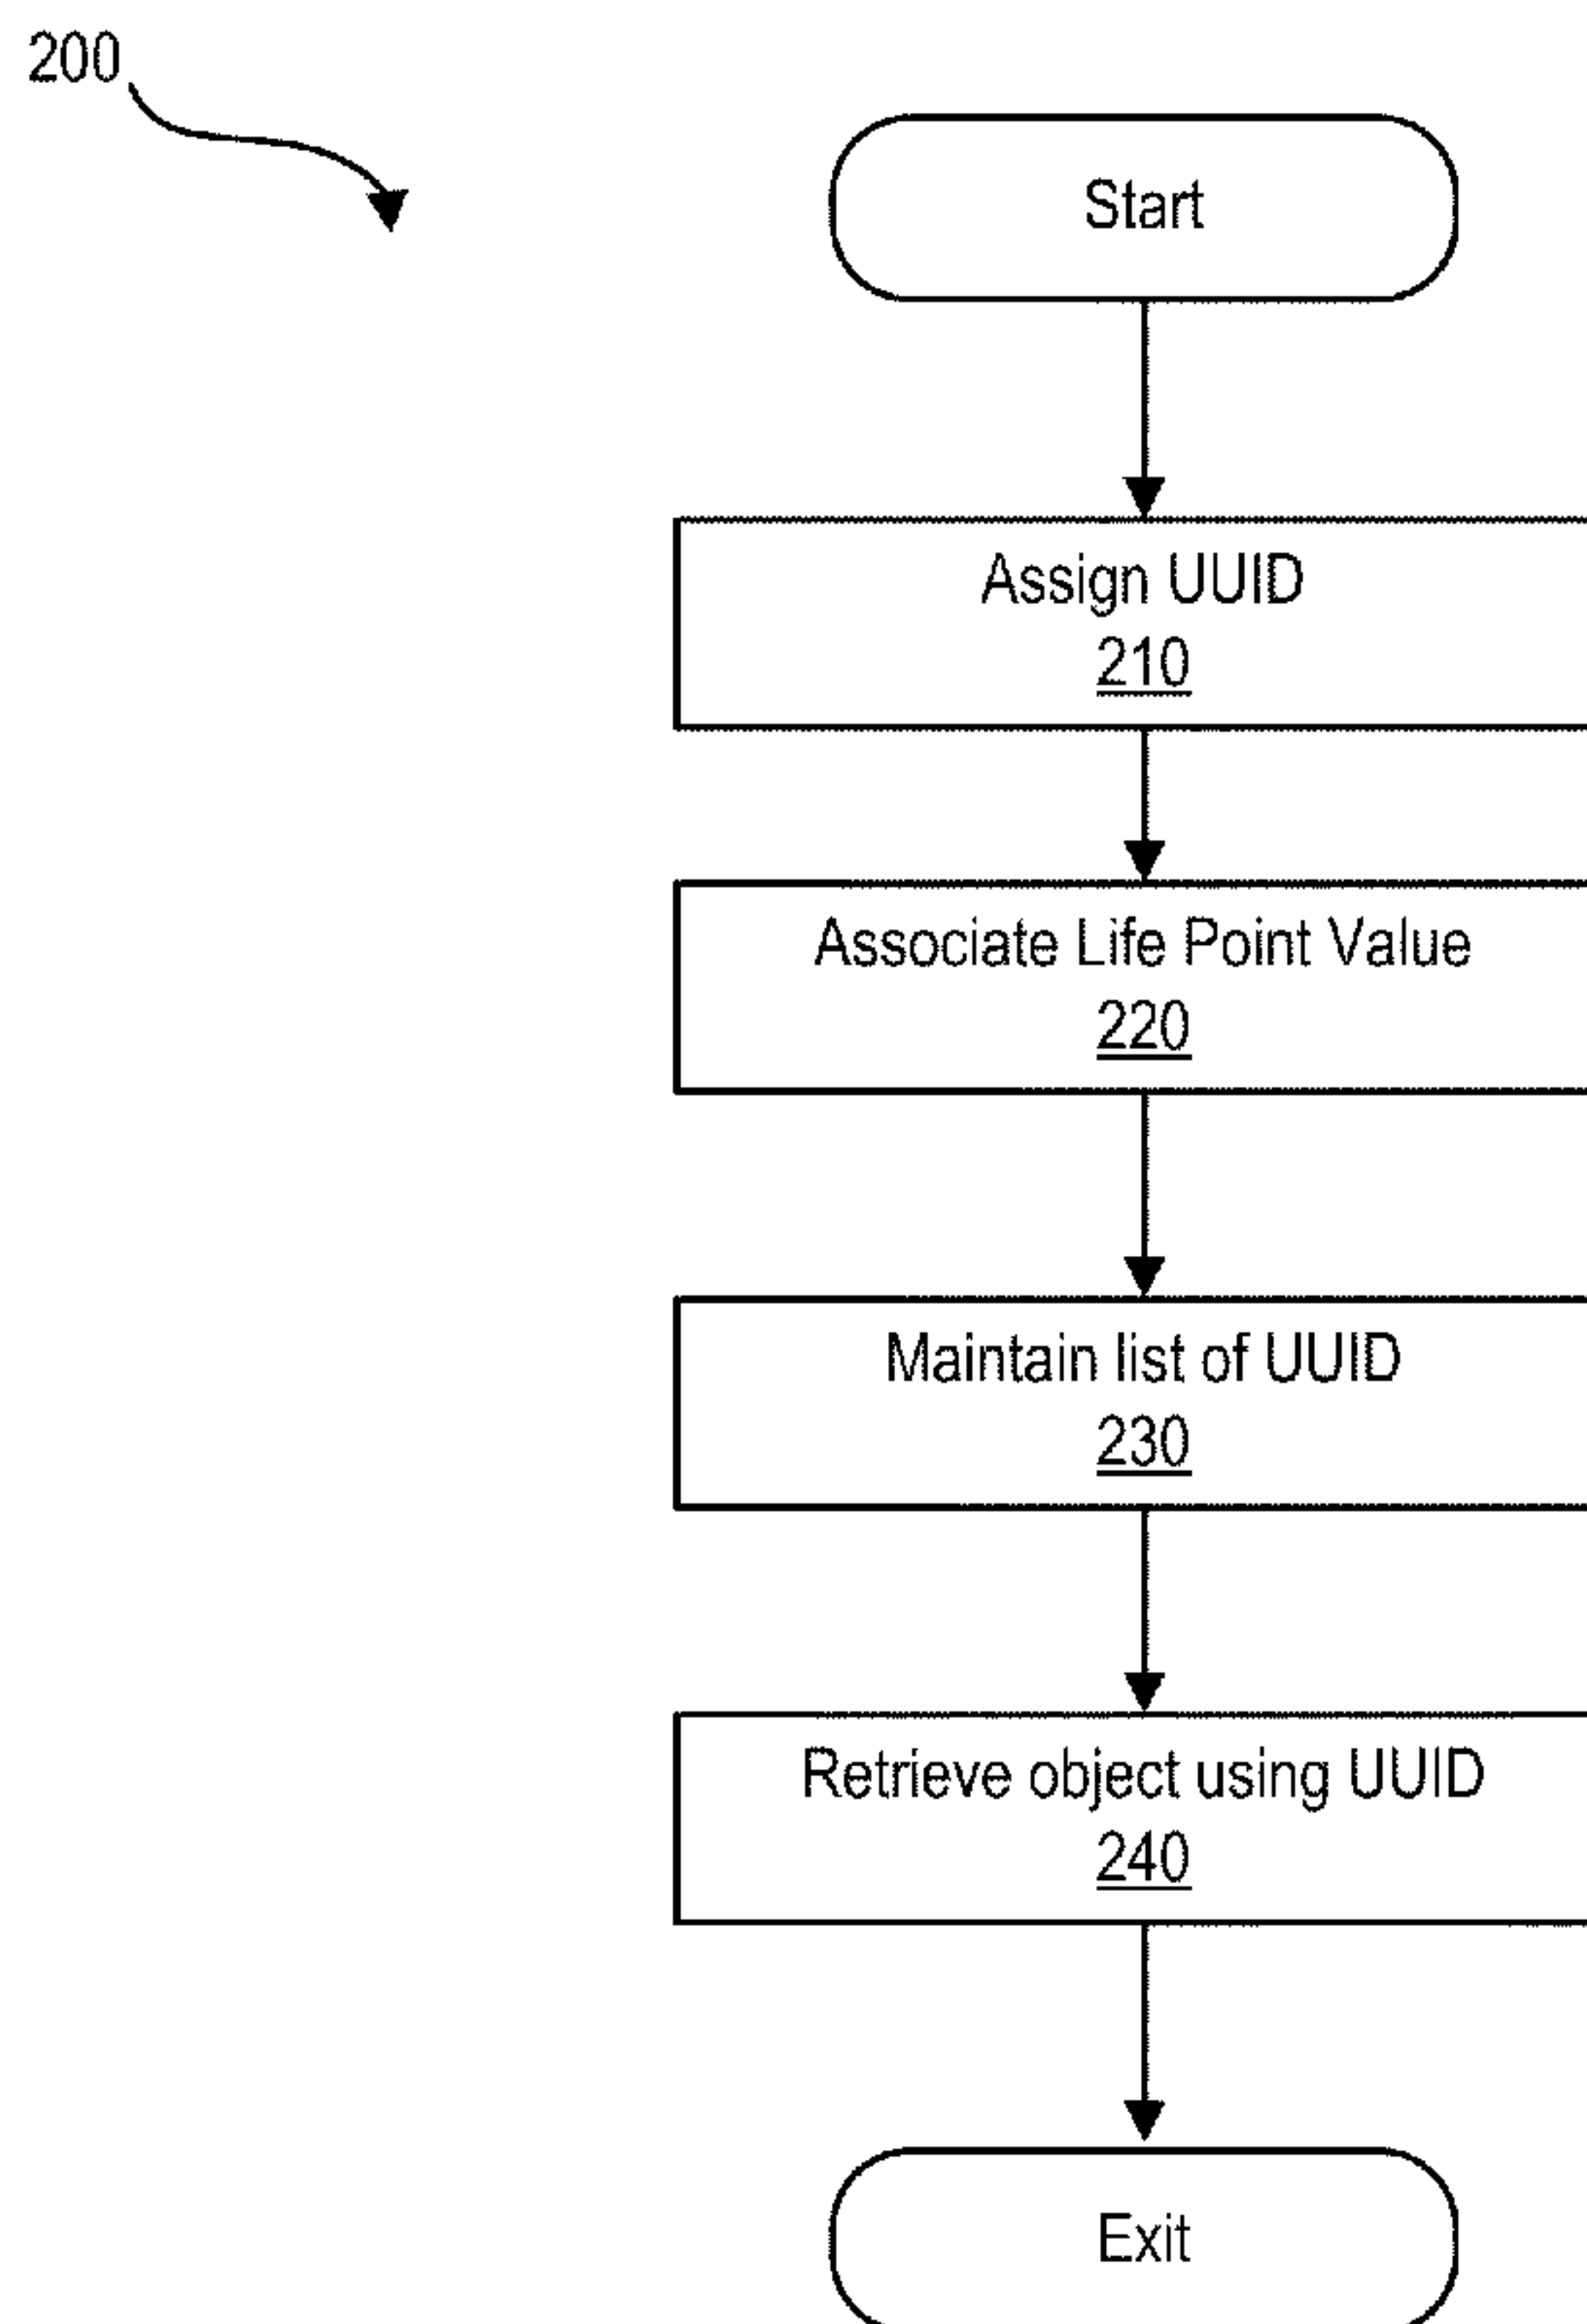 200
Start
Assign UUID
210
Associate Life Point Value
220
Maintain list of UUID
230
Retrieve object using UUID
240
Exit